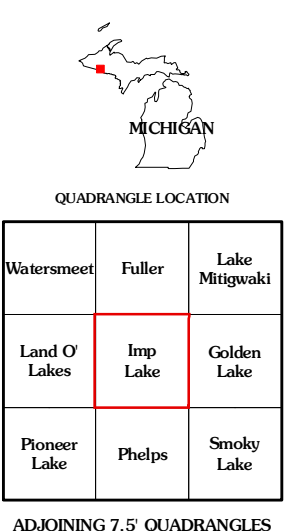 MICHIGAN
QUADRANGLE LOCATION
Watersmeet Fuller Lake
Mitigwaki
Land O'
Lakes Imp
Lake Golden
Lake
Pioneer
Lake Phelps Smoky
Lake
ADJOINING 7.5' QUADRANGLES